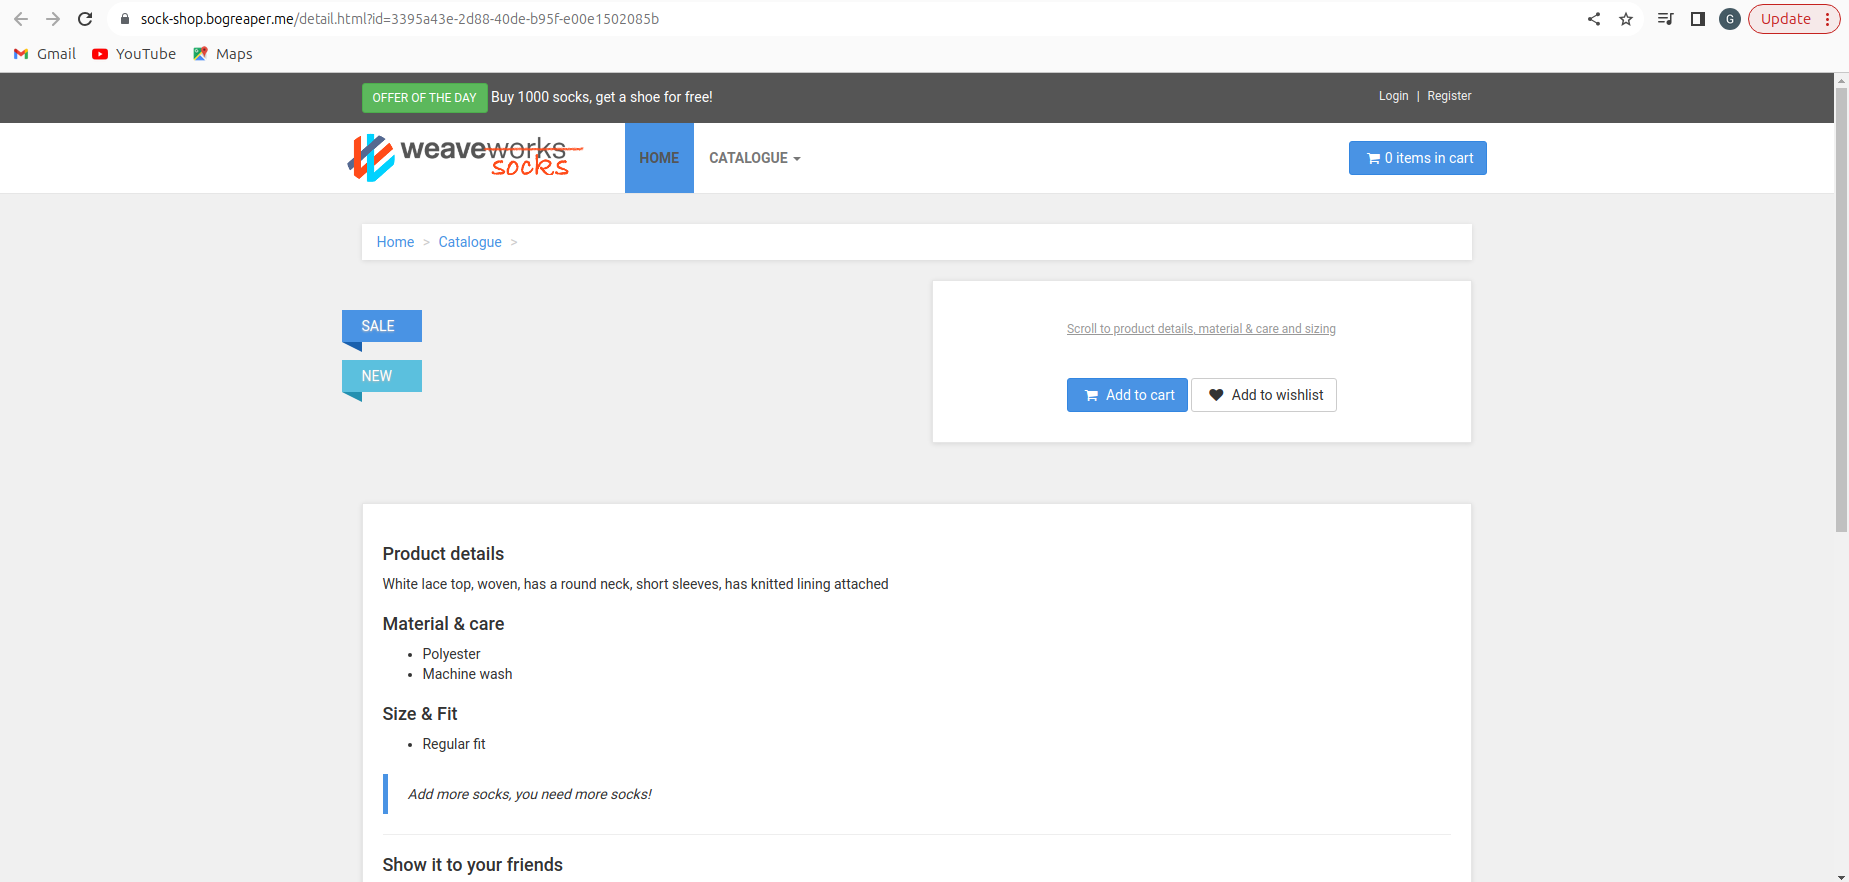 sock-shop.bogreaper.me/detail.html?id=3395a43e-2d88-40de-b95f-e00e1502085b
G
Update
Gmail
YouTube
Maps
OFFER OF THE DAY Buy 1000 socks, get a shoe for free!
Login | Register
weaveworks
socks
HOME
CATALOGUE
0 items in cart
Home > Catalogue >
SALE
NEW
Scroll to product details, material & care and sizing
Add to cart
Add to wishlist
Product details
White lace top, woven, has a round neck, short sleeves, has knitted lining attached
Material & care
• Polyester
• Machine wash
Size & Fit
• Regular fit
Add more socks, you need more socks!
Show it to your friends